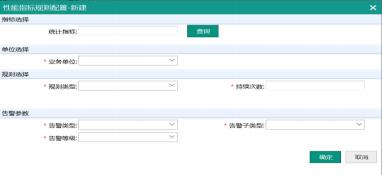 性能指标规则配置-新建
指标选择
统计指标: 查询
单位选择
* 业务单位:
规则选择
* 规则类型: * 持续次数:
告警参数
* 告警类型: * 告警子类型:
* 告警等级:
确定 取消